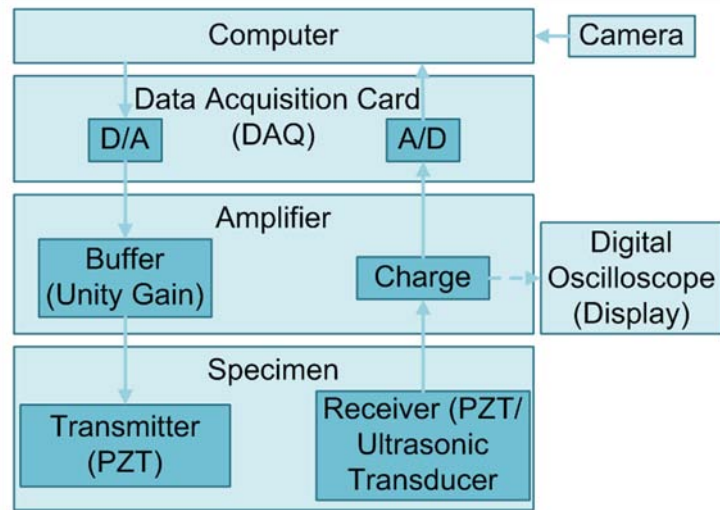 Computer
Camera
Data Acquisition Card
(DAQ)
D/A
A/D
Amplifier
Buffer
(Unity Gain)
Charge
Digital
Oscilloscope
(Display)
Specimen
Transmitter
(PZT)
Receiver (PZT/
Ultrasonic
Transducer